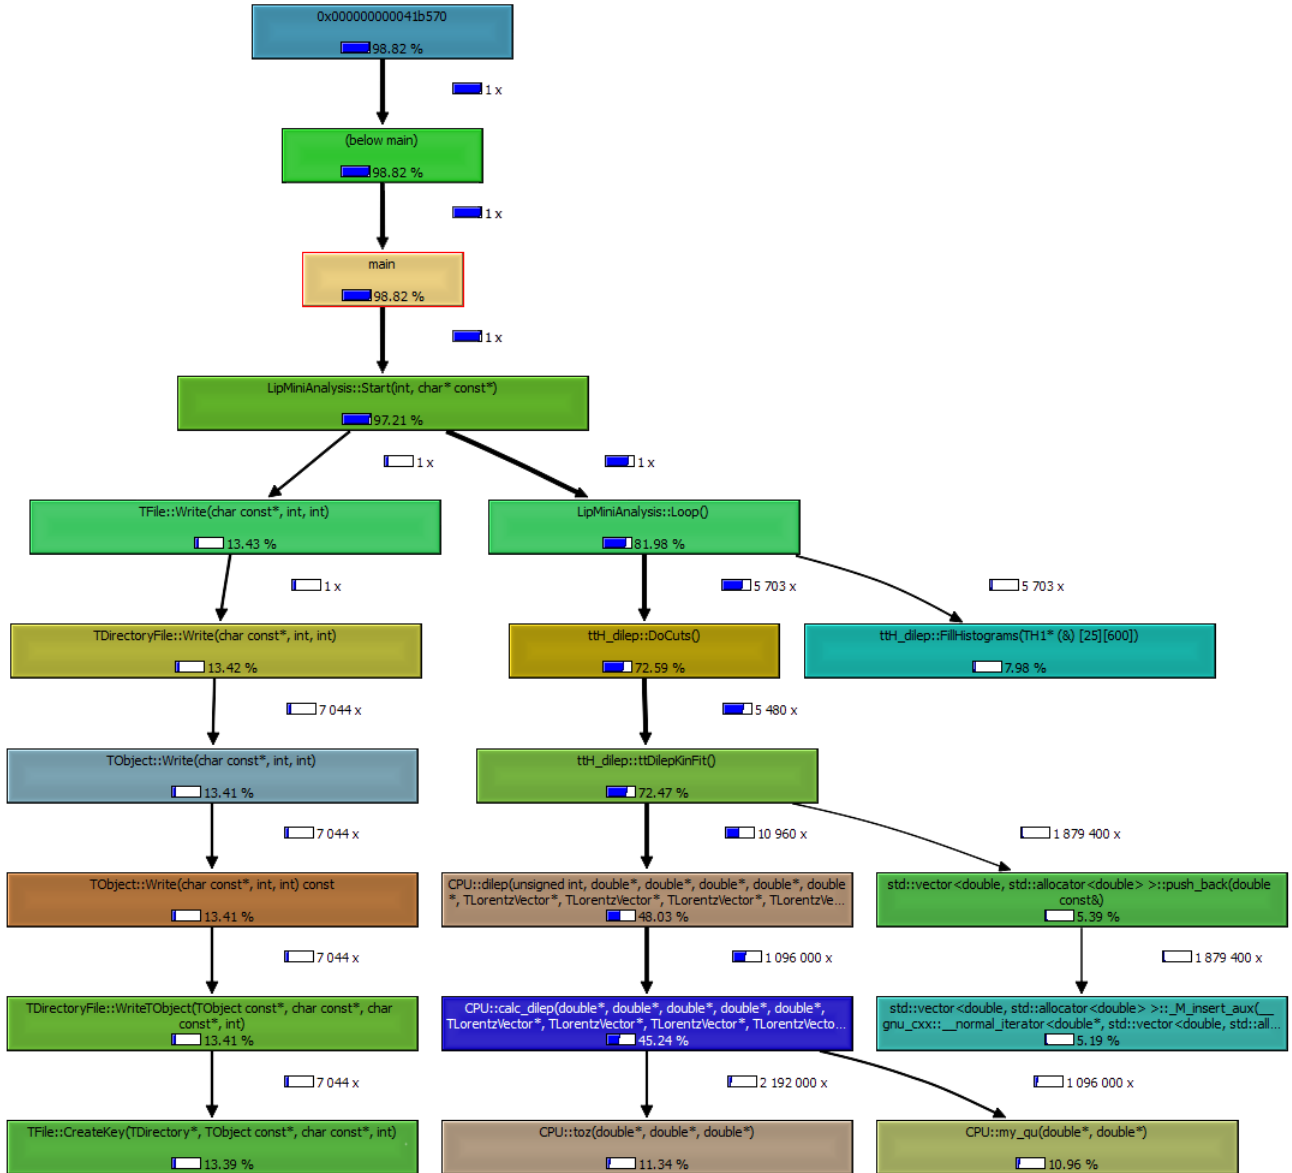 0x000000000041b570
98.82 %
1 x
(below main)
98.82 %
1 x
main
98.82 %
1 x
LipMiniAnalysis::Start(int, char* const*)
97.21 %
1 x
1 x
TFile::Write(char const*, int, int)
13.43 %
LipMiniAnalysis::Loop()
81.98 %
1 x
5 703 x
5 703 x
TDirectoryFile::Write(char const*, int, int)
13.42 %
ttH_dilep::DoCuts()
72.59 %
ttH_dilep::FillHistograms(TH1* (&) [25][600])
7.98 %
7 044 x
5 480 x
TObject::Write(char const*, int, int)
13.41 %
ttH_dilep::ttDilepKinFit()
72.47 %
7 044 x
10 960 x
1 879 400 x
TObject::Write(char const*, int, int) const
13.41 %
CPU::dilep(unsigned int, double*, double*, double*, double*, double
*, TLorentzVector*, TLorentzVector*, TLorentzVector*, TLorentzVe...
48.03 %
std::vector<double, std::allocator<double> >::push_back(double
const&)
5.39 %
7 044 x
1 096 000 x
1 879 400 x
TDirectoryFile::WriteTObject(TObject const*, char const*, char
const*, int)
13.41 %
CPU::calc_dilep(double*, double*, double*, double*, double*,
TLorentzVector*, TLorentzVector*, TLorentzVector*, TLorentzVecto...
45.24 %
std::vector<double, std::allocator<double> >::_M_insert_aux(__
gnu_cxx::__normal_iterator<double*, std::vector<double, std::all...
5.19 %
7 044 x
2 192 000 x
1 096 000 x
TFile::CreateKey(TDirectory*, TObject const*, char const*, int)
13.39 %
CPU::toz(double*, double*, double*)
11.34 %
CPU::my_qu(double*, double*)
10.96 %